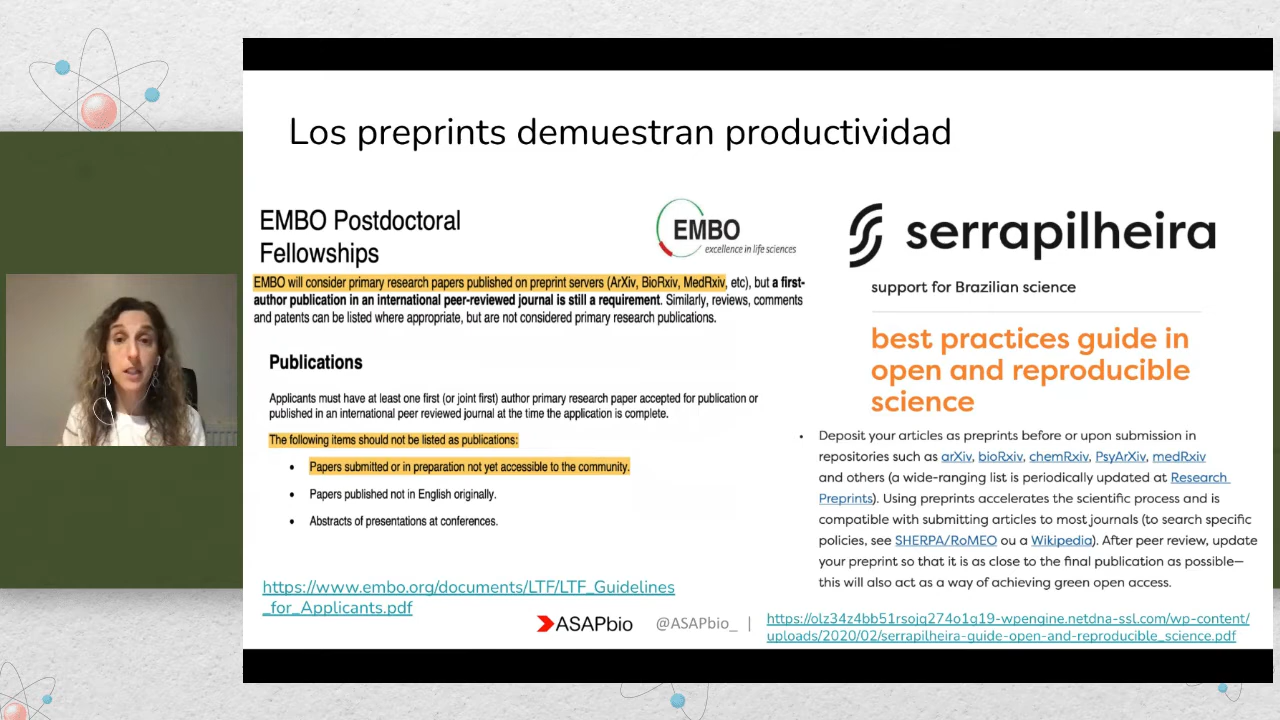 Los preprints demuestran productividad
EMBO Postdoctoral
Fellowships
EMBO
excellence in life sciences
EMBO will consider primary research papers published on preprint servers (ArXiv, BioRxiv, MedRxiv, etc), but a first-
author publication in an international peer-reviewed journal is still a requirement. Similarly, reviews, comments
and patents can be listed where appropriate, but are not considered primary research publications.
Publications
Applicants must have at least one first (or joint first) author primary research paper accepted for publication or
published in an international peer reviewed journal at the time the application is complete.
The following items should not be listed as publications:
• Papers submitted or in preparation not yet accessible to the community.
• Papers published not in English originally.
• Abstracts of presentations at conferences.
https://www.embo.org/documents/LTF/LTF_Guidelines
_for_Applicants.pdf
serrapilheira
support for Brazilian science
best practices guide in
open and reproducible
science
• Deposit your articles as preprints before or upon submission in
repositories such as arXiv, bioRxiv, chemRxiv, PsyArXiv, medRxiv
and others (a wide-ranging list is periodically updated at Research
Preprints). Using preprints accelerates the scientific process and is
compatible with submitting articles to most journals (to search specific
policies, see SHERPA/RoMEO ou a Wikipedia). After peer review, update
your preprint so that it is as close to the final publication as possible—
this will also act as a way of achieving green open access.
ASAPbio @ASAPbio_ |
https://olz34z4bb51rsojq274o1q19-wpengine.netdna-ssl.com/wp-content/
uploads/2020/02/serrapilheira-guide-open-and-reproducible_science.pdf